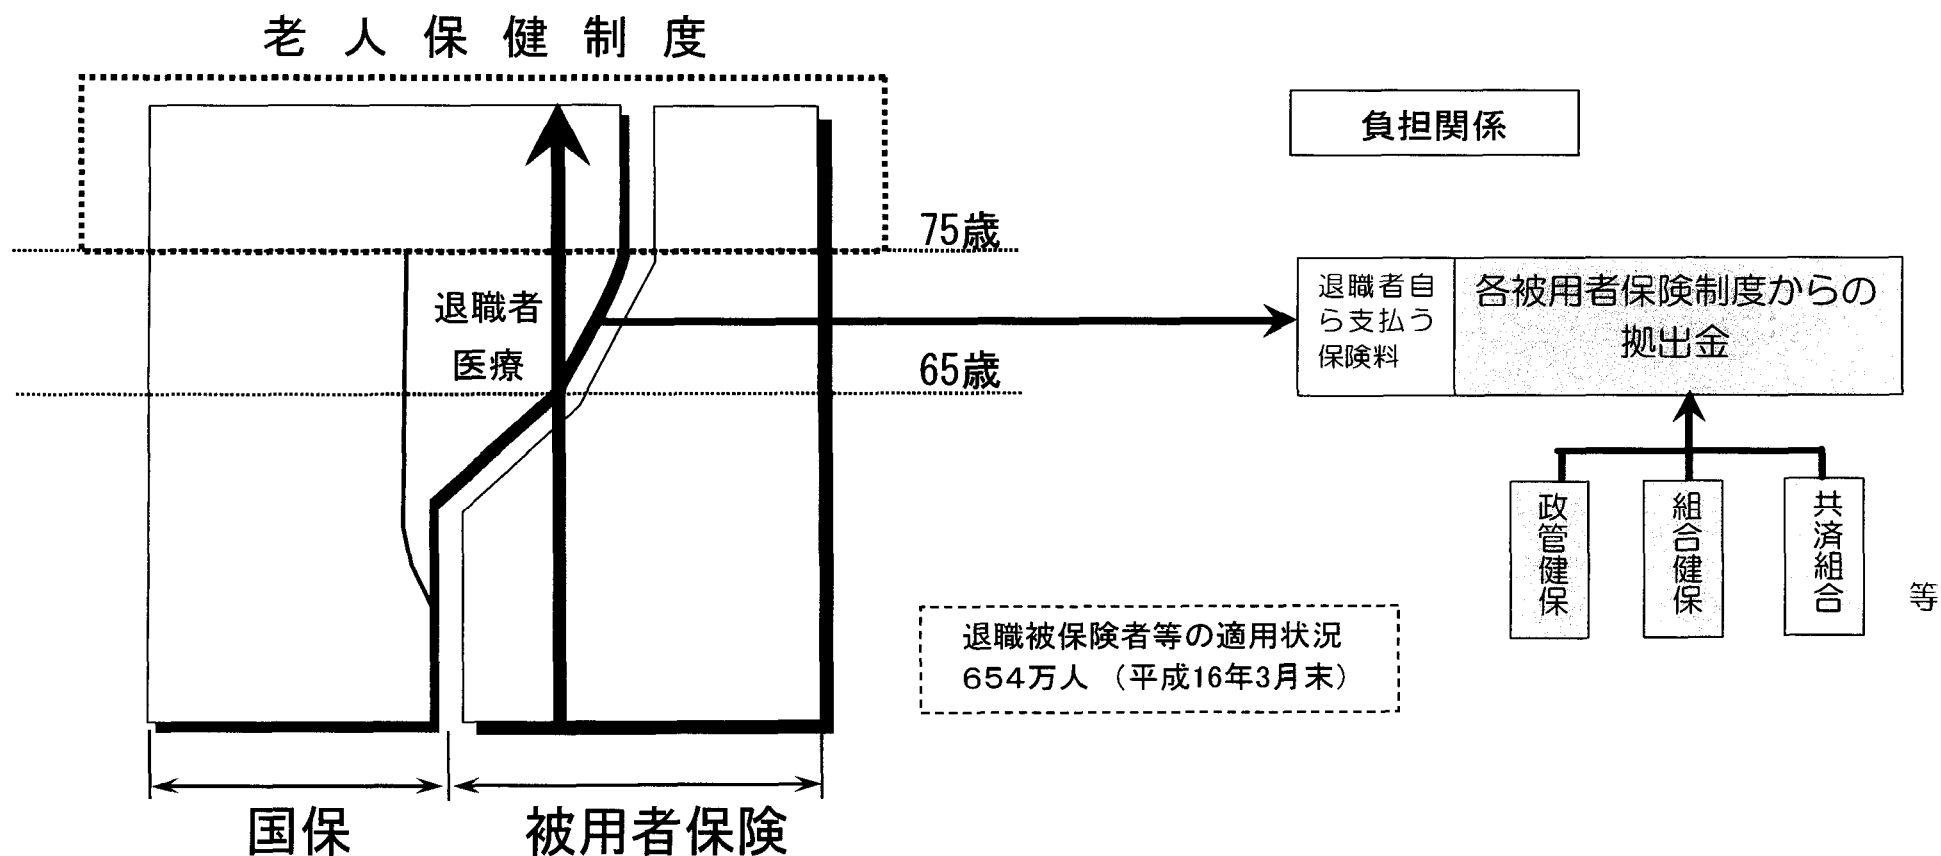 老人保健制度
75歳
退職者
医療
65歳
国保
被用者保険
負担関係
退職者自
ら支払う
保険料
各被用者保険制度からの
拠出金
政管健保
組合健保
共済組合
等
退職被保険者等の適用状況
654万人 (平成16年3月末)